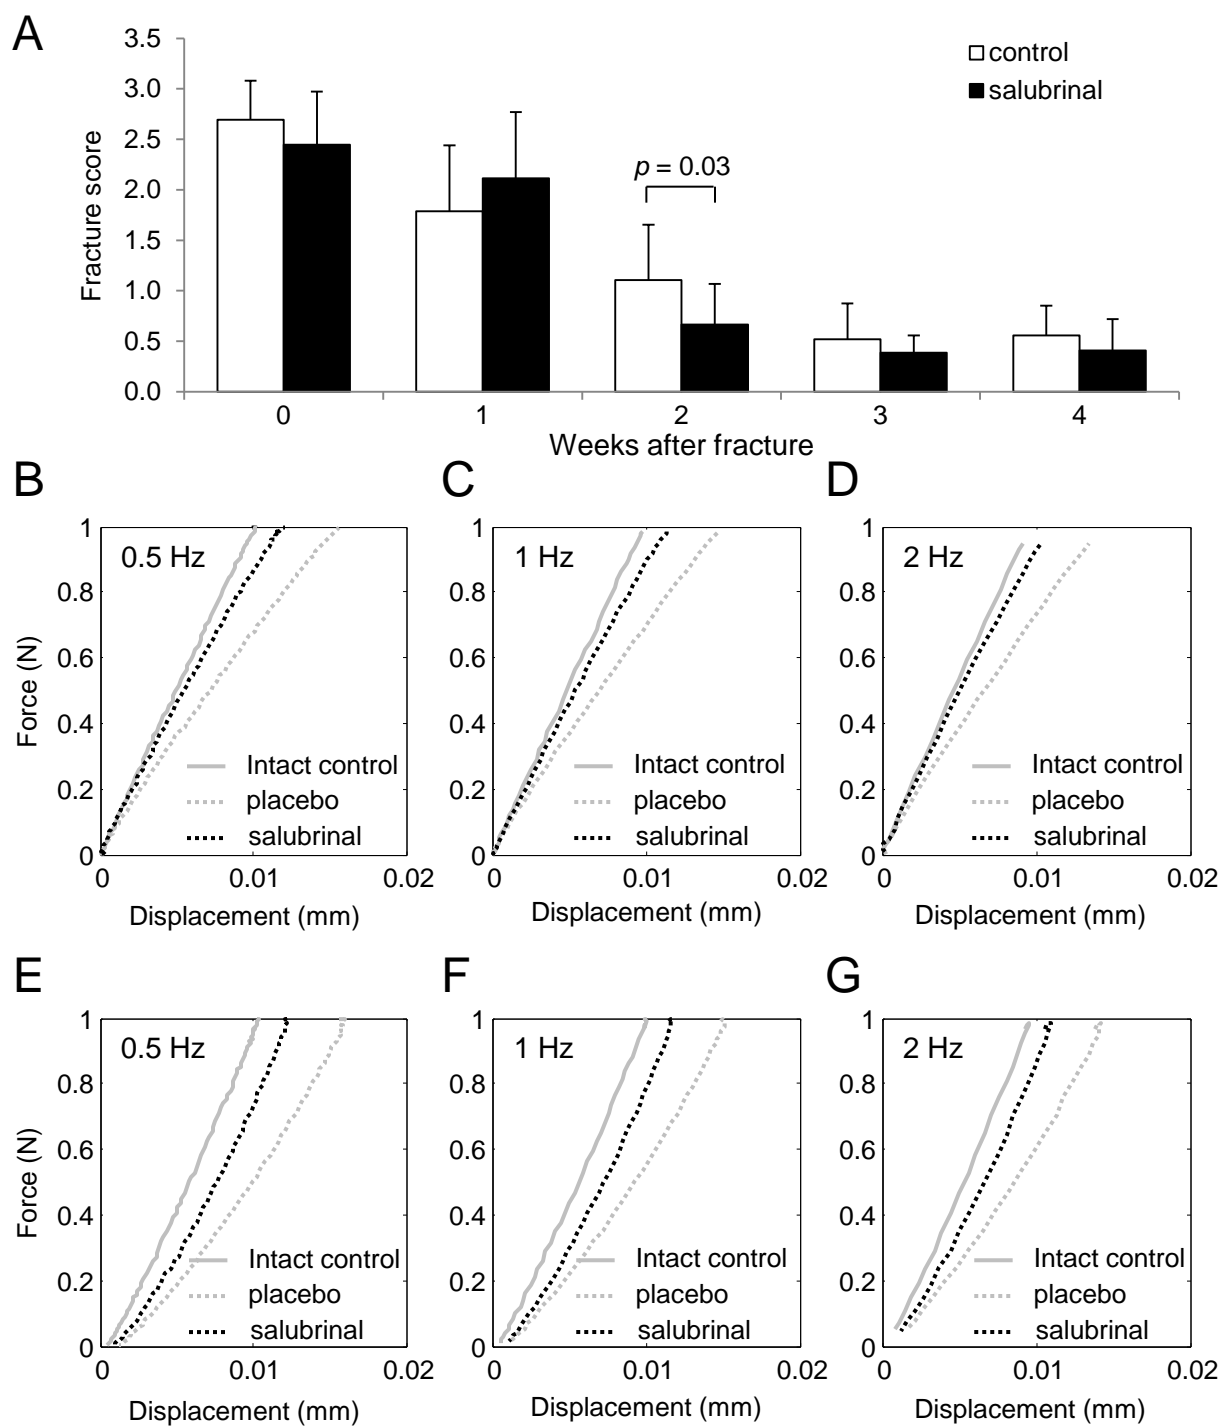 A
3.5
3.0
2.5
2.0
1.5
1.0
0.5
0.0
Fracture score
control
salubrinal
p = 0.03
0 1 2 3 4
Weeks after fracture
B
1
0.8
0.6
0.4
0.2
0
Force (N)
0.5 Hz
Intact control
placebo
salubrinal
0 0.01 0.02
Displacement (mm)
C
1
0.8
0.6
0.4
0.2
0
1 Hz
Intact control
placebo
salubrinal
0 0.01 0.02
Displacement (mm)
D
1
0.8
0.6
0.4
0.2
0
2 Hz
Intact control
placebo
salubrinal
0 0.01 0.02
Displacement (mm)
E
1
0.8
0.6
0.4
0.2
0
Force (N)
0.5 Hz
Intact control
placebo
salubrinal
0 0.01 0.02
Displacement (mm)
F
1
0.8
0.6
0.4
0.2
0
1 Hz
Intact control
placebo
salubrinal
0 0.01 0.02
Displacement (mm)
G
1
0.8
0.6
0.4
0.2
0
2 Hz
Intact control
placebo
salubrinal
0 0.01 0.02
Displacement (mm)